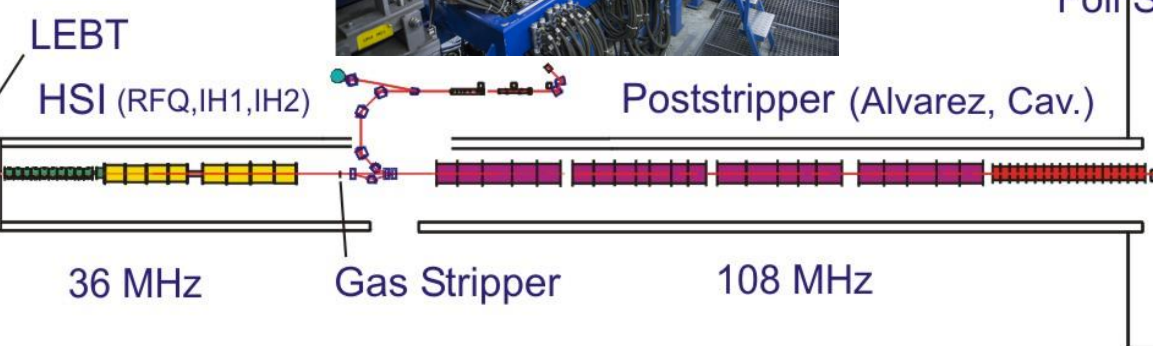 LEBT
HSI (RFQ,IH1,IH2)
Poststripper (Alvarez, Cav.)
36 MHz
Gas Stripper
108 MHz